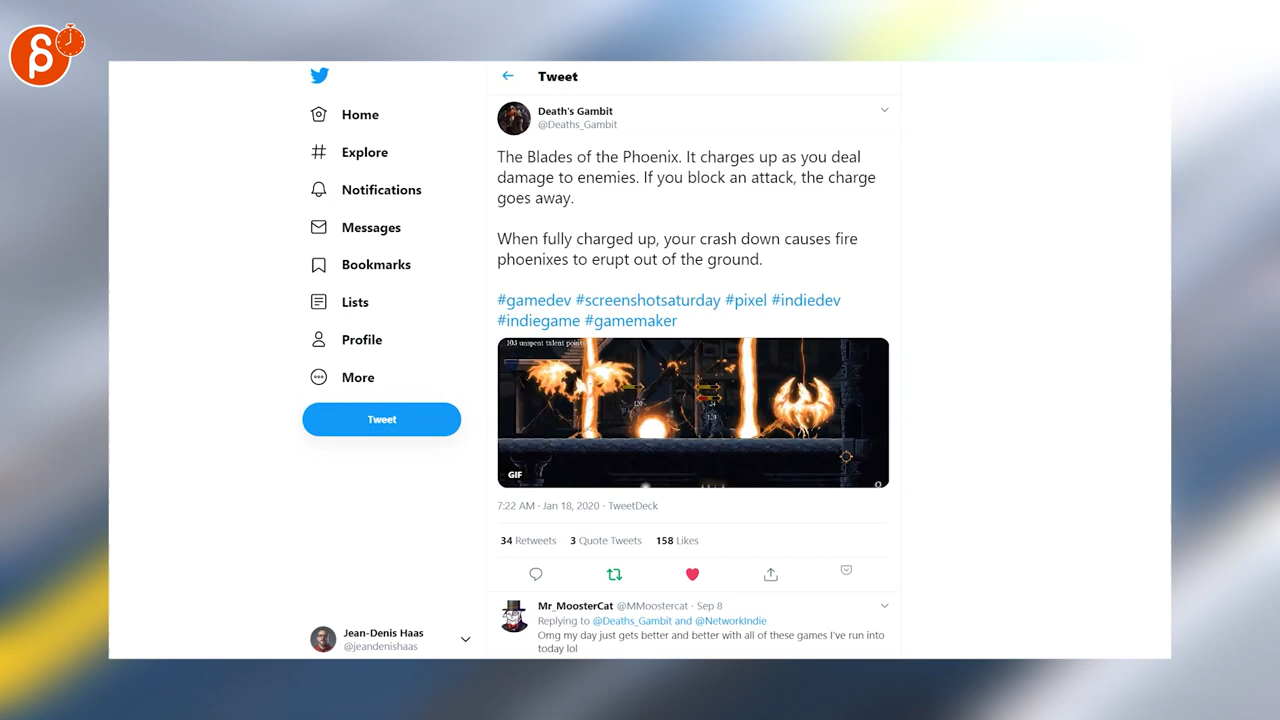 Tweet
Home
Explore
Notifications
Messages
Bookmarks
Lists
Profile
More
Tweet
Jean-Denis Haas
@jeandenishaas
Death's Gambit
@Deaths_Gambit
The Blades of the Phoenix. It charges up as you deal
damage to enemies. If you block an attack, the charge
goes away.
When fully charged up, your crash down causes fire
phoenixes to erupt out of the ground.
#gamedev #screenshotsaturday #pixel #indiedev
#indiegame #gamemaker
103 unspent talent point
GIF
7:22 AM · Jan 18, 2020 · TweetDeck
34 Retweets 3 Quote Tweets 158 Likes
Mr_MoosterCat @MMoostercat · Sep 8
Replying to @Deaths_Gambit and @NetworkIndie
Omg my day just gets better and better with all of these games I've run into
today lol